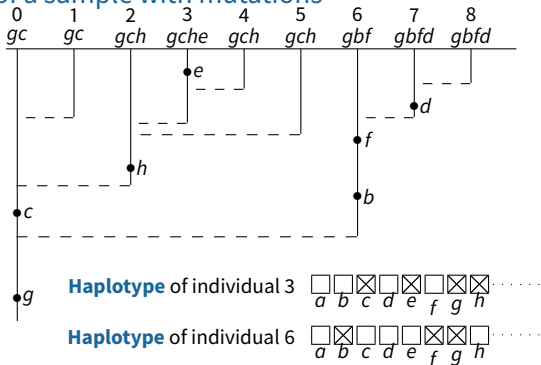 of a sample with mutations
0 1 2 3 4 5 6 7 8
gc gc gch gche gch gch gbf gbfd gbfd
e
d
f
h
b
c
g
Haplotype of individual 3
a b c d e f g h
Haplotype of individual 6
a b c d e f g h